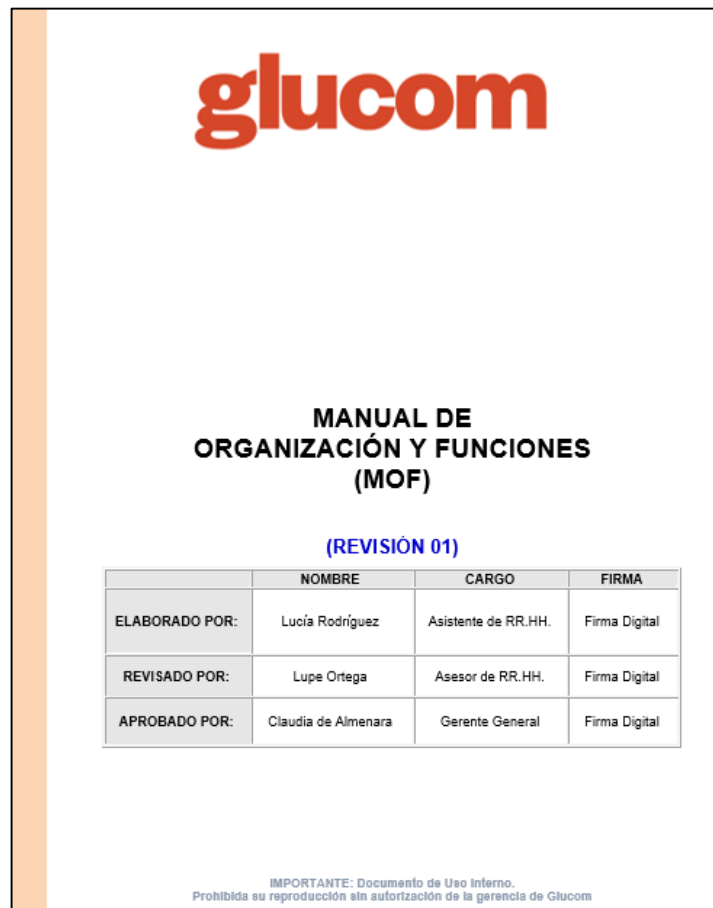 glucom
MANUAL DE
ORGANIZACIÓN Y FUNCIONES
(MOF)
(REVISIÓN 01)
NOMBRE CARGO FIRMA
ELABORADO POR: Lucía Rodríguez Asistente de RR.HH. Firma Digital
REVISADO POR: Lupe Ortega Asesor de RR.HH. Firma Digital
APROBADO POR: Claudia de Almenara Gerente General Firma Digital
IMPORTANTE: Documento de Uso Interno.
Prohibida su reproducción sin autorización de la gerencia de Glucom